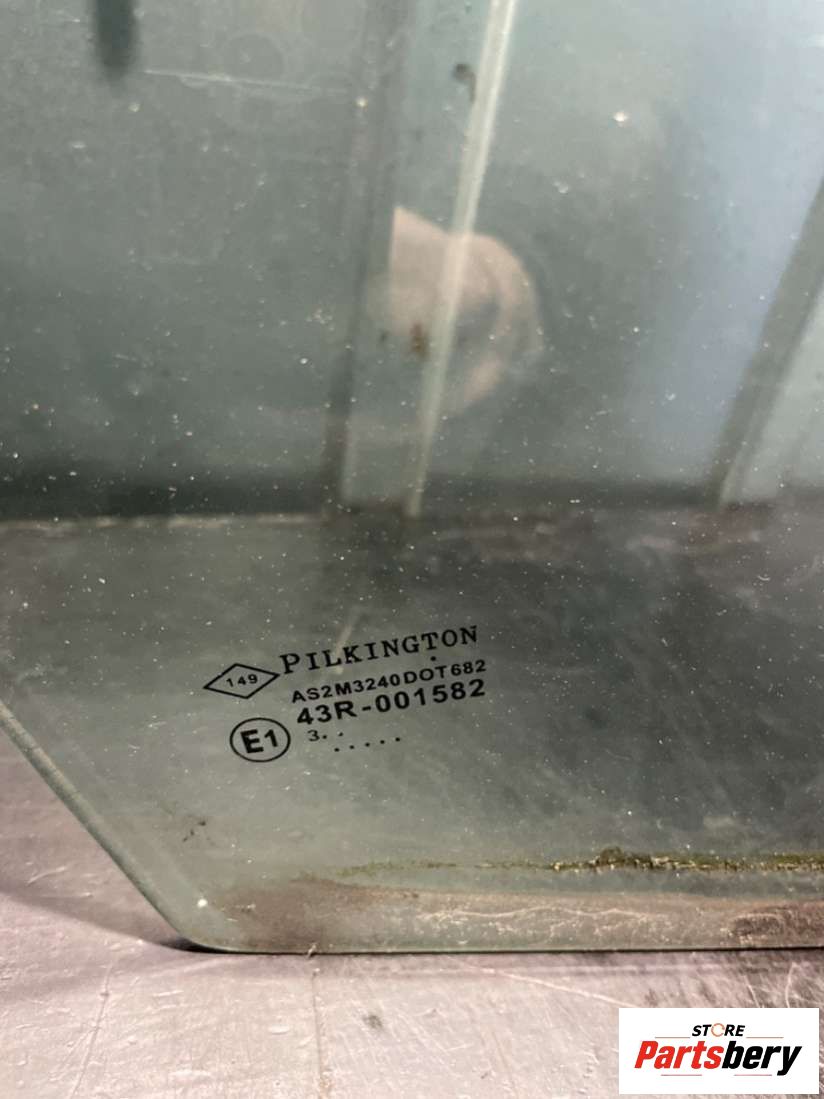 149
PILKINGTON
AS2M3240DOT682
43R-001582
E1
3. .
. . . . .
STORE
Partsbery